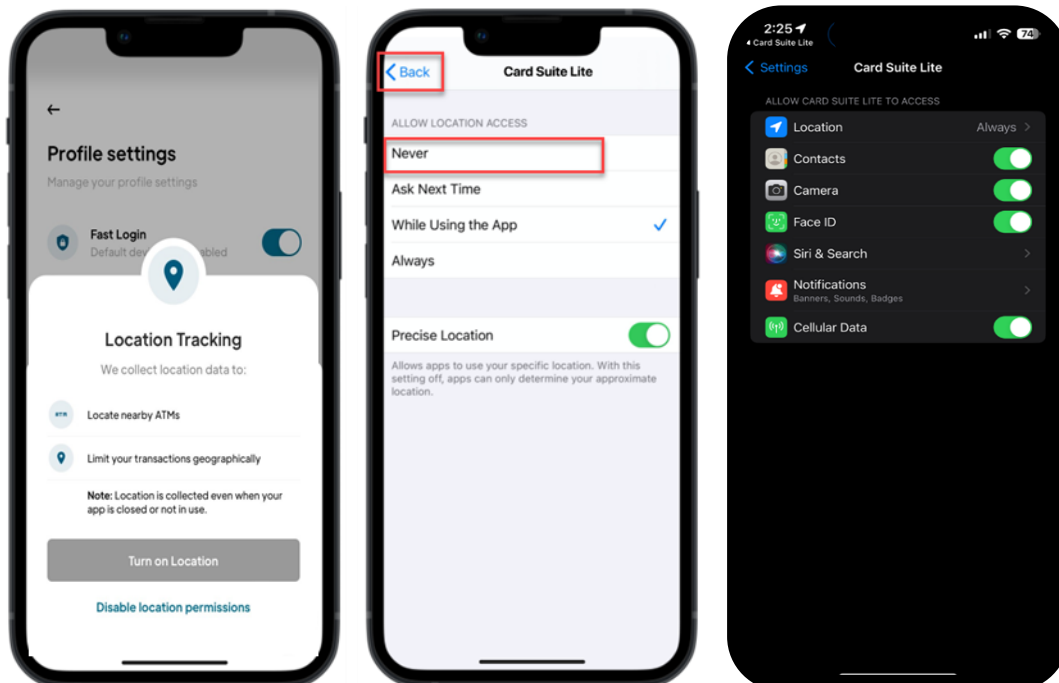 Profile settings
Manage your profile settings
Fast Login
Location Tracking
We collect location data to:
ATM
Locate nearby ATMs
Limit your transactions geographically
Note: Location is collected even when your
app is closed or not in use.
Turn on Location
Disable location permissions
Back
Card Suite Lite
ALLOW LOCATION ACCESS
Never
Ask Next Time
While Using the App
Always
Precise Location
Allows apps to use your specific location. With this
setting off, apps can only determine your approximate
location.
2:25
74
Card Suite Lite
Settings
Card Suite Lite
ALLOW CARD SUITE LITE TO ACCESS
Location
Always
Contacts
Camera
Face ID
Siri & Search
Notifications
Banners, Sounds, Badges
Cellular Data